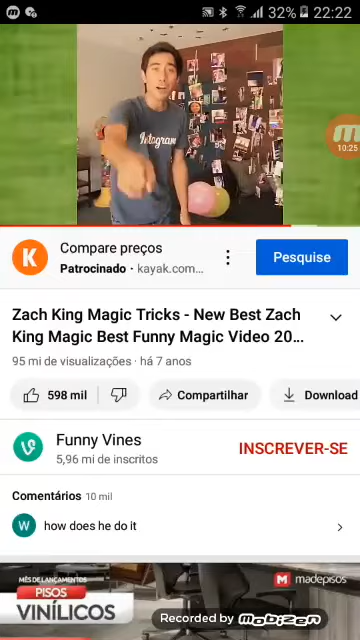 32% 22:22
Instagram
10:25
K
Compare preços
Patrocinado · kayak.com...
Pesquise
Zach King Magic Tricks - New Best Zach
King Magic Best Funny Magic Video 20...
95 mi de visualizações · há 7 anos
598 mil
Compartilhar
Download
Funny Vines
5,96 mi de inscritos
INSCREVER-SE
Comentários 10 mil
W
how does he do it
MÊS DE LANÇAMENTOS
PISOS
VINÍLICOS
madepisos
Recorded by mobizen